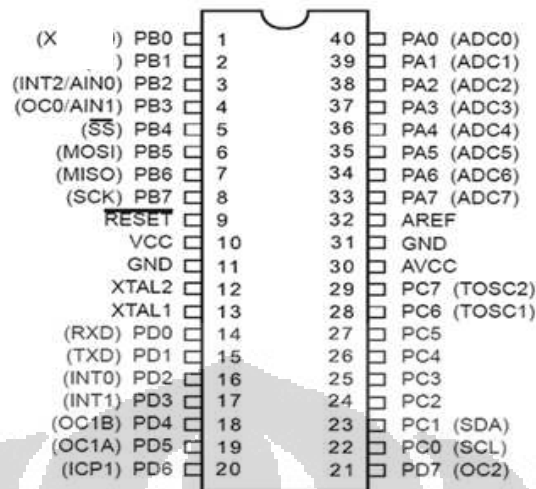 (X ) PB0 1 40 PA0 (ADC0)
) PB1 2 39 PA1 (ADC1)
(INT2/AIN0) PB2 3 38 PA2 (ADC2)
(OC0/AIN1) PB3 4 37 PA3 (ADC3)
(SS) PB4 5 36 PA4 (ADC4)
(MOSI) PB5 6 35 PA5 (ADC5)
(MISO) PB6 7 34 PA6 (ADC6)
(SCK) PB7 8 33 PA7 (ADC7)
RESET 9 32 AREF
VCC 10 31 GND
GND 11 30 AVCC
XTAL2 12 29 PC7 (TOSC2)
XTAL1 13 28 PC6 (TOSC1)
(RXD) PD0 14 27 PC5
(TXD) PD1 15 26 PC4
(INT0) PD2 16 25 PC3
(INT1) PD3 17 24 PC2
(OC1B) PD4 18 23 PC1 (SDA)
(OC1A) PD5 19 22 PC0 (SCL)
(ICP1) PD6 20 21 PD7 (OC2)